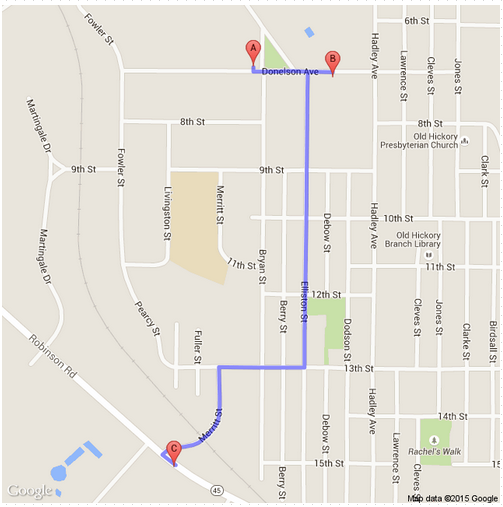 Fowler St
6th St
A
B
Donelson Ave
Hadley Ave
Lawrence St
Cleves St
Jones St
8th St
8th St
Old Hickory
Presbyterian Church
Martingale Dr
Fowler St
9th St
9th St
Clark St
Livingston St
Merritt St
Debow St
Hadley Ave
10th St
Martingale Dr
Bryan St
Old Hickory
Branch Library
11th St
11th St
Elliston St
12th St
Pearcy St
Berry St
Dodson St
Cleves St
Jones St
Clarke St
Birdsall St
Robinson Rd
Fuller St
13th St
Merritt St
Debow St
Hadley Ave
14th St
Lawrence St
Rachel's Walk
C
Berry St
15th St
15
Cleves St
45
Google
Map data ©2015 Google